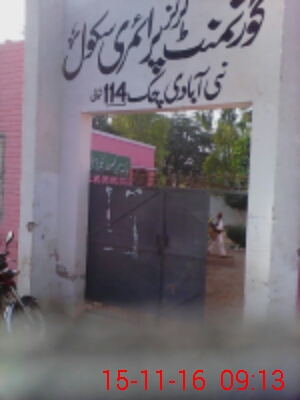 گورنمنٹ گرلز پرائمری سکول
نئی آبادی چک 114
15-11-16 09:13